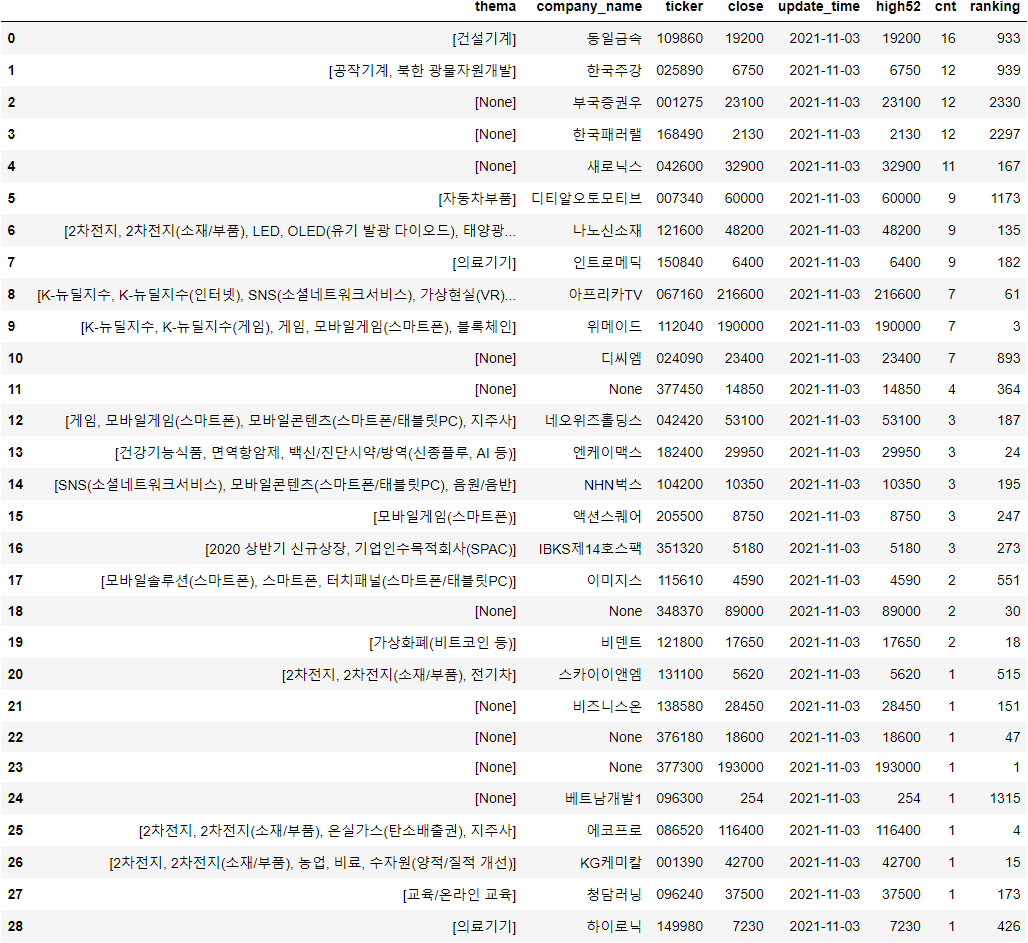 thema company_name ticker close update_time high52 cnt ranking
0 [건설기계] 동일금속 109860 19200 2021-11-03 19200 16 933
1 [공작기계, 북한 광물자원개발] 한국주강 025890 6750 2021-11-03 6750 12 939
2 [None] 부국증권우 001275 23100 2021-11-03 23100 12 2330
3 [None] 한국패러랠 168490 2130 2021-11-03 2130 12 2297
4 [None] 새로닉스 042600 32900 2021-11-03 32900 11 167
5 [자동차부품] 디티알오토모티브 007340 60000 2021-11-03 60000 9 1173
6 [2차전지, 2차전지(소재/부품), LED, OLED(유기 발광 다이오드), 태양광... 나노신소재 121600 48200 2021-11-03 48200 9 135
7 [의료기기] 인트로메딕 150840 6400 2021-11-03 6400 9 182
8 [K-뉴딜지수, K-뉴딜지수(인터넷), SNS(소셜네트워크서비스), 가상현실(VR)... 아프리카TV 067160 216600 2021-11-03 216600 7 61
9 [K-뉴딜지수, K-뉴딜지수(게임), 게임, 모바일게임(스마트폰), 블록체인] 위메이드 112040 190000 2021-11-03 190000 7 3
10 [None] 디씨엠 024090 23400 2021-11-03 23400 7 893
11 [None] None 377450 14850 2021-11-03 14850 4 364
12 [게임, 모바일게임(스마트폰), 모바일콘텐츠(스마트폰/태블릿PC), 지주사] 네오위즈홀딩스 042420 53100 2021-11-03 53100 3 187
13 [건강기능식품, 면역항암제, 백신/진단시약/방역(신종플루, AI 등)] 엔케이맥스 182400 29950 2021-11-03 29950 3 24
14 [SNS(소셜네트워크서비스), 모바일콘텐츠(스마트폰/태블릿PC), 음원/음반] NHN벅스 104200 10350 2021-11-03 10350 3 195
15 [모바일게임(스마트폰)] 액션스퀘어 205500 8750 2021-11-03 8750 3 247
16 [2020 상반기 신규상장, 기업인수목적회사(SPAC)] IBKS제14호스팩 351320 5180 2021-11-03 5180 3 273
17 [모바일솔루션(스마트폰), 스마트폰, 터치패널(스마트폰/태블릿PC)] 이미지스 115610 4590 2021-11-03 4590 2 551
18 [None] None 348370 89000 2021-11-03 89000 2 30
19 [가상화폐(비트코인 등)] 비덴트 121800 17650 2021-11-03 17650 2 18
20 [2차전지, 2차전지(소재/부품), 전기차] 스카이이앤엠 131100 5620 2021-11-03 5620 1 515
21 [None] 비즈니스온 138580 28450 2021-11-03 28450 1 151
22 [None] None 376180 18600 2021-11-03 18600 1 47
23 [None] None 377300 193000 2021-11-03 193000 1 1
24 [None] 베트남개발1 096300 254 2021-11-03 254 1 1315
25 [2차전지, 2차전지(소재/부품), 온실가스(탄소배출권), 지주사] 에코프로 086520 116400 2021-11-03 116400 1 4
26 [2차전지, 2차전지(소재/부품), 농업, 비료, 수자원(양적/질적 개선)] KG케미칼 001390 42700 2021-11-03 42700 1 15
27 [교육/온라인 교육] 청담러닝 096240 37500 2021-11-03 37500 1 173
28 [의료기기] 하이로닉 149980 7230 2021-11-03 7230 1 426